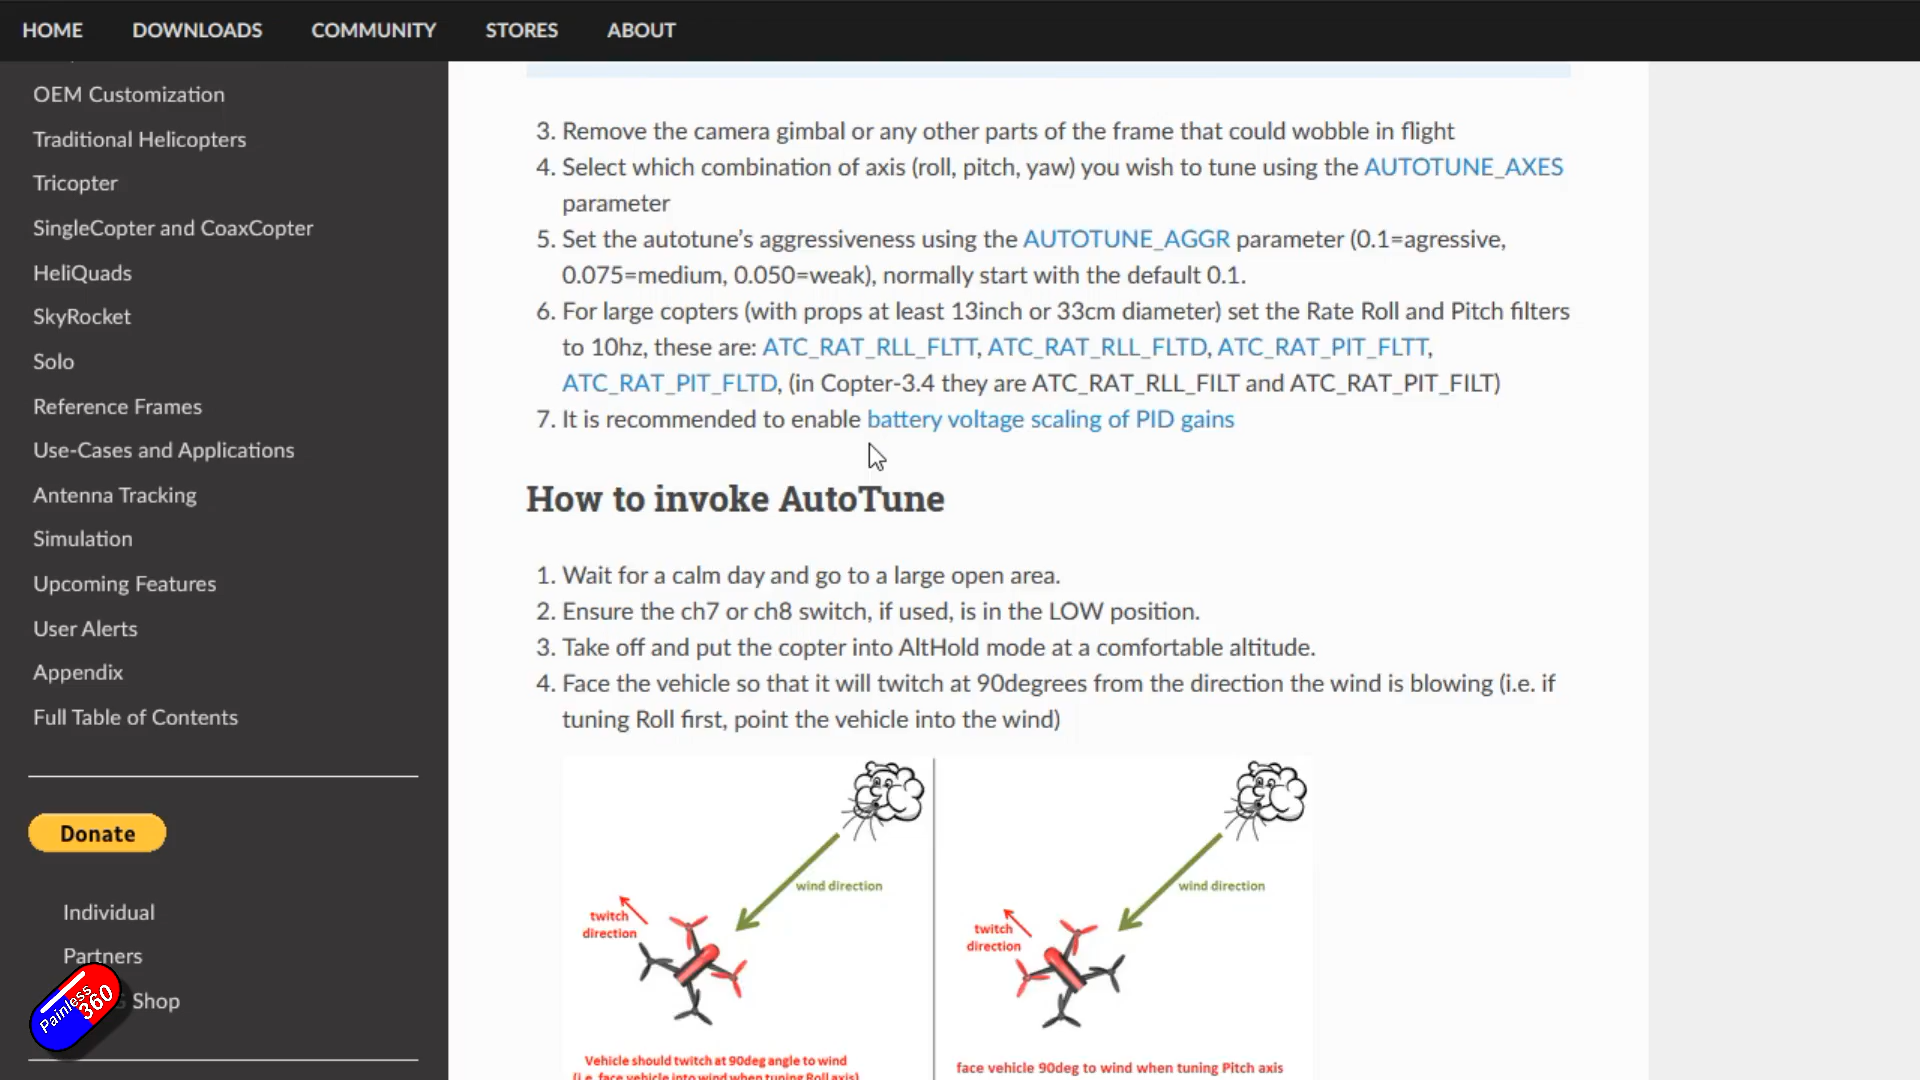 HOME DOWNLOADS COMMUNITY STORES ABOUT
OEM Customization
Traditional Helicopters
Tricopter
SingleCopter and CoaxCopter
HeliQuads
SkyRocket
Solo
Reference Frames
Use-Cases and Applications
Antenna Tracking
Simulation
Upcoming Features
User Alerts
Appendix
Full Table of Contents
Donate
Individual
Partners
Shop
Painless
360
3. Remove the camera gimbal or any other parts of the frame that could wobble in flight
4. Select which combination of axis (roll, pitch, yaw) you wish to tune using the AUTOTUNE_AXES
parameter
5. Set the autotune’s aggressiveness using the AUTOTUNE_AGGR parameter (0.1=agressive,
0.075=medium, 0.050=weak), normally start with the default 0.1.
6. For large copters (with props at least 13inch or 33cm diameter) set the Rate Roll and Pitch filters
to 10hz, these are: ATC_RAT_RLL_FLTT, ATC_RAT_RLL_FLTD, ATC_RAT_PIT_FLTT,
ATC_RAT_PIT_FLTD, (in Copter-3.4 they are ATC_RAT_RLL_FILT and ATC_RAT_PIT_FILT)
7. It is recommended to enable battery voltage scaling of PID gains
How to invoke AutoTune
1. Wait for a calm day and go to a large open area.
2. Ensure the ch7 or ch8 switch, if used, is in the LOW position.
3. Take off and put the copter into AltHold mode at a comfortable altitude.
4. Face the vehicle so that it will twitch at 90degrees from the direction the wind is blowing (i.e. if
tuning Roll first, point the vehicle into the wind)
wind direction
twitch
direction
Vehicle should twitch at 90deg angle to wind
(i.e. face vehicle into wind when tuning Roll axis)
wind direction
twitch
direction
face vehicle 90deg to wind when tuning Pitch axis